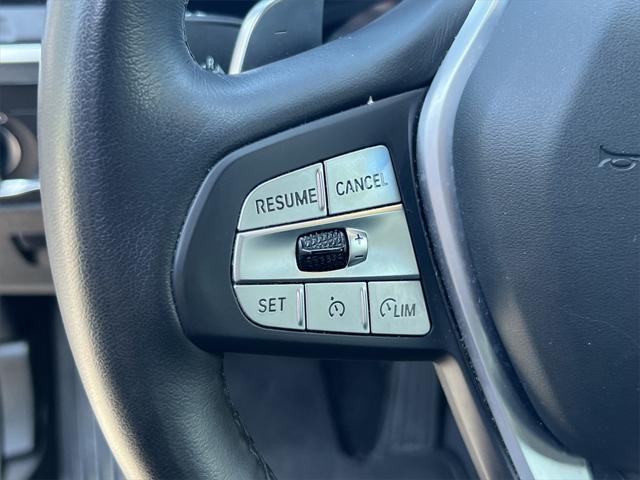 RESUME CANCEL
+
–
SET LIM